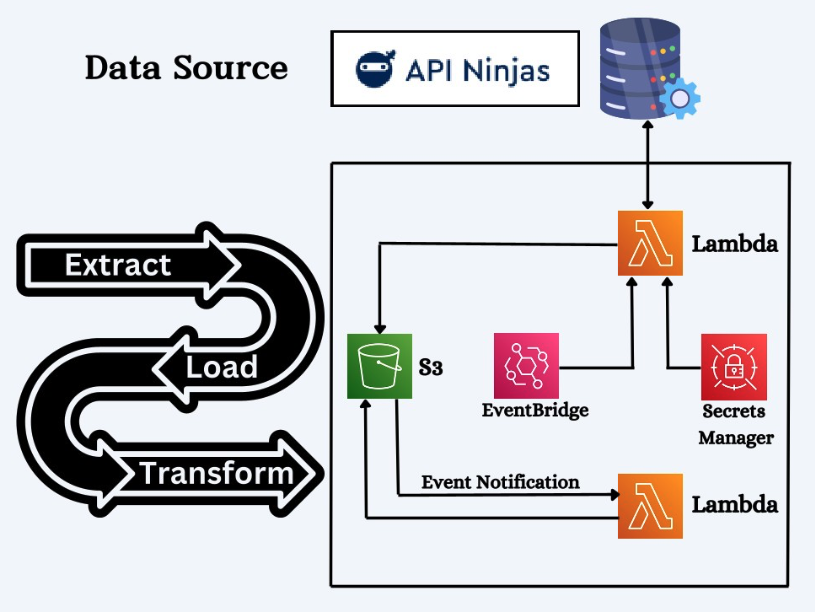 Data Source
API Ninjas
Lambda
Extract
Load
Transform
S3
EventBridge
Secrets
Manager
Event Notification
Lambda